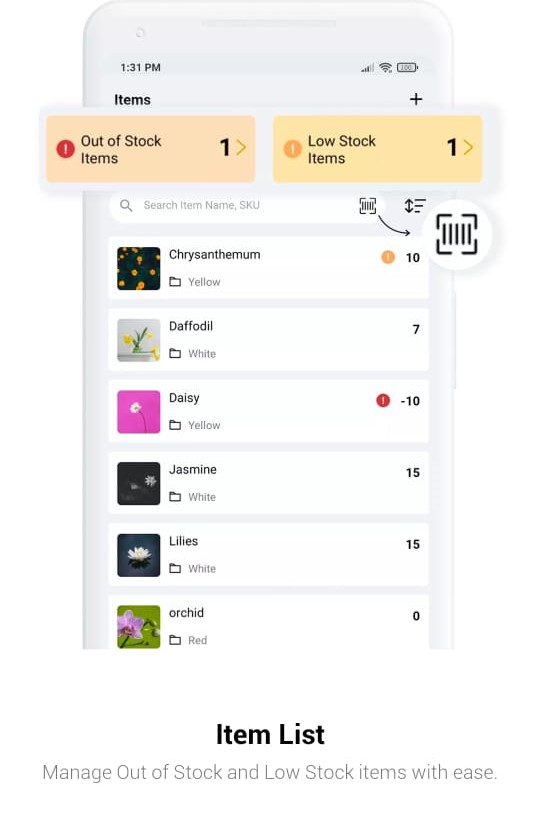 1:31 PM
100
Items
+
Out of Stock
Items
1
Low Stock
Items
1
Search Item Name, SKU
Chrysanthemum
10
Yellow
Daffodil
7
White
Daisy
-10
Yellow
Jasmine
15
White
Lilies
15
White
orchid
0
Red
Item List
Manage Out of Stock and Low Stock items with ease.